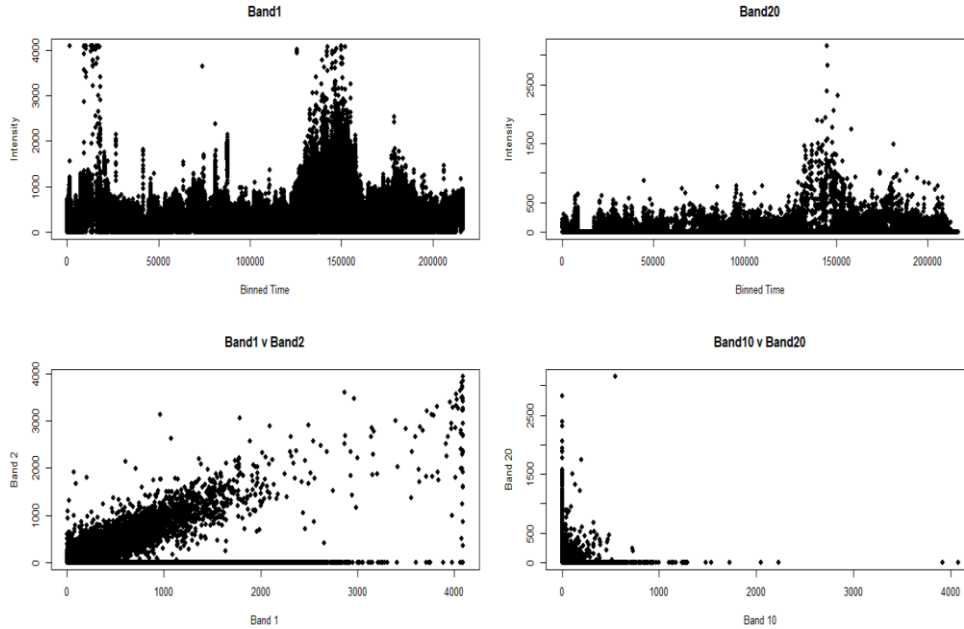 Band1
Intensity
0 1000 2000 3000 4000
0 50000 100000 150000 200000
Binned Time
Band20
Intensity
0 500 1500 2500
0 50000 100000 150000 200000
Binned Time
Band1 v Band2
Band 2
0 1000 2000 3000 4000
0 1000 2000 3000 4000
Band 1
Band10 v Band20
Band 20
0 500 1500 2500
0 1000 2000 3000 4000
Band 10